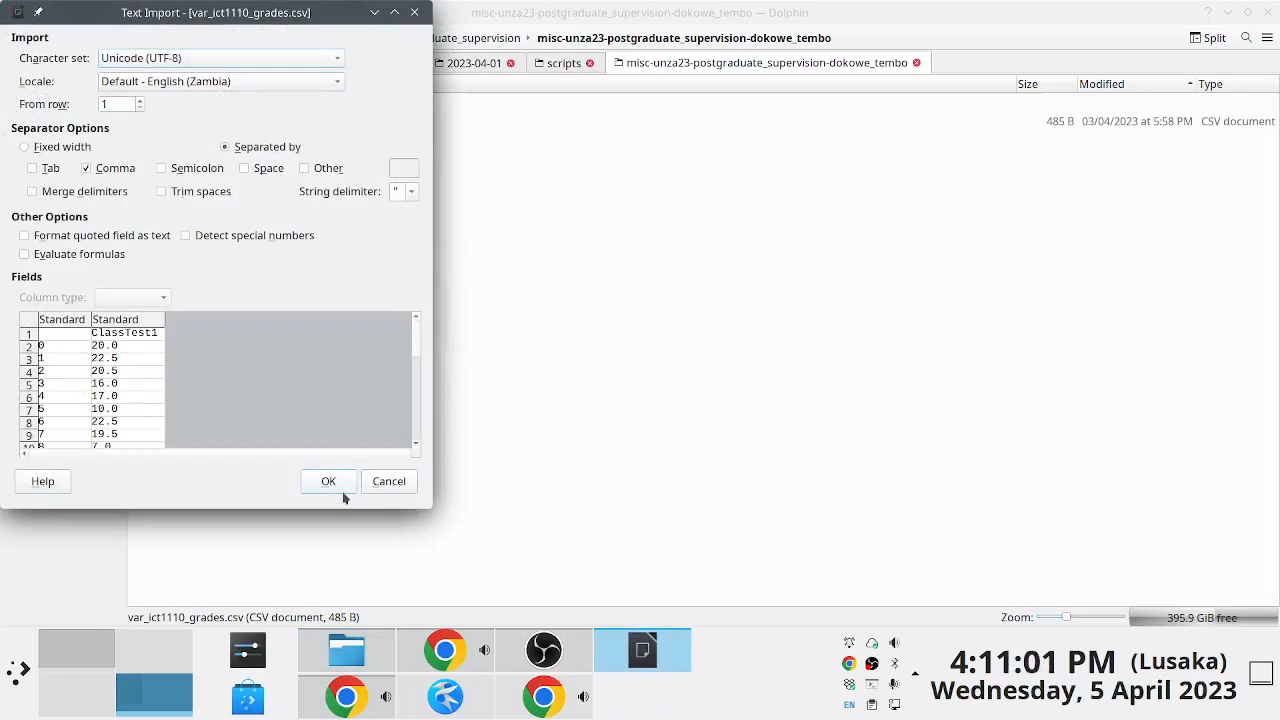 Text Import - [var_ict1110_grades.csv]
misc-unza23-postgraduate_supervision-dokowe_tembo — Dolphin
Import
Character set: Unicode (UTF-8)
Locale: Default - English (Zambia)
From row: 1
Separator Options
Fixed width Separated by
Tab Comma Semicolon Space Other
Merge delimiters Trim spaces String delimiter: "
Other Options
Format quoted field as text Detect special numbers
Evaluate formulas
Fields
Column type:
Standard Standard
1 ClassTest1
2 0 20.0
3 1 22.5
4 2 20.5
5 3 16.0
6 4 17.0
7 5 10.0
8 6 22.5
9 7 19.5
10 8 7.0
Help OK Cancel
uate_supervision › misc-unza23-postgraduate_supervision-dokowe_tembo Split
2023-04-01 scripts misc-unza23-postgraduate_supervision-dokowe_tembo
Size Modified Type
485 B 03/04/2023 at 5:58 PM CSV document
var_ict1110_grades.csv (CSV document, 485 B) Zoom: 395.9 GiB free
EN
4:11:01 PM (Lusaka)
Wednesday, 5 April 2023